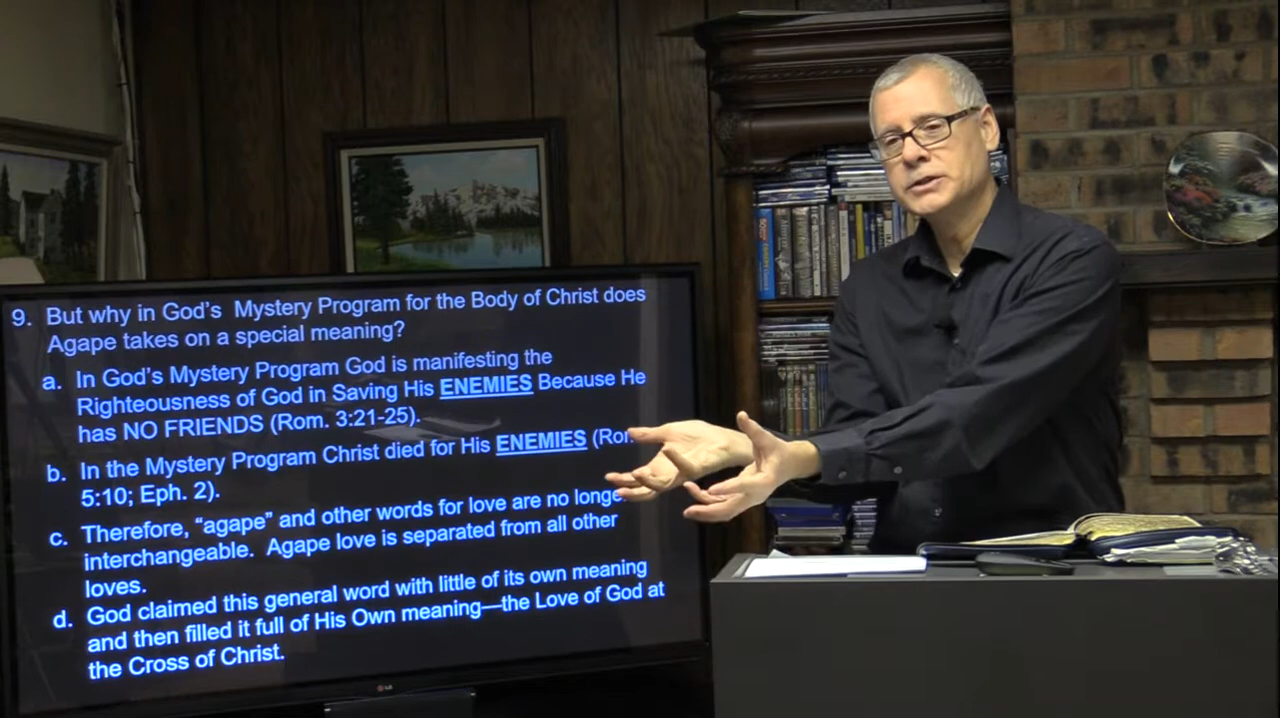 9. But why in God's Mystery Program for the Body of Christ does
Agape takes on a special meaning?
a. In God's Mystery Program God is manifesting the
Righteousness of God in Saving His ENEMIES Because He
has NO FRIENDS (Rom. 3:21-25).
b. In the Mystery Program Christ died for His ENEMIES
5:10; Eph. 2).
c. Therefore, “agape” and other words for love are no
interchangeable. Agape love is separated from all other
loves.
d. God claimed this general word with little of its own meaning
and then filled it full of His Own meaning—the Love of God at
the Cross of Christ.
LG